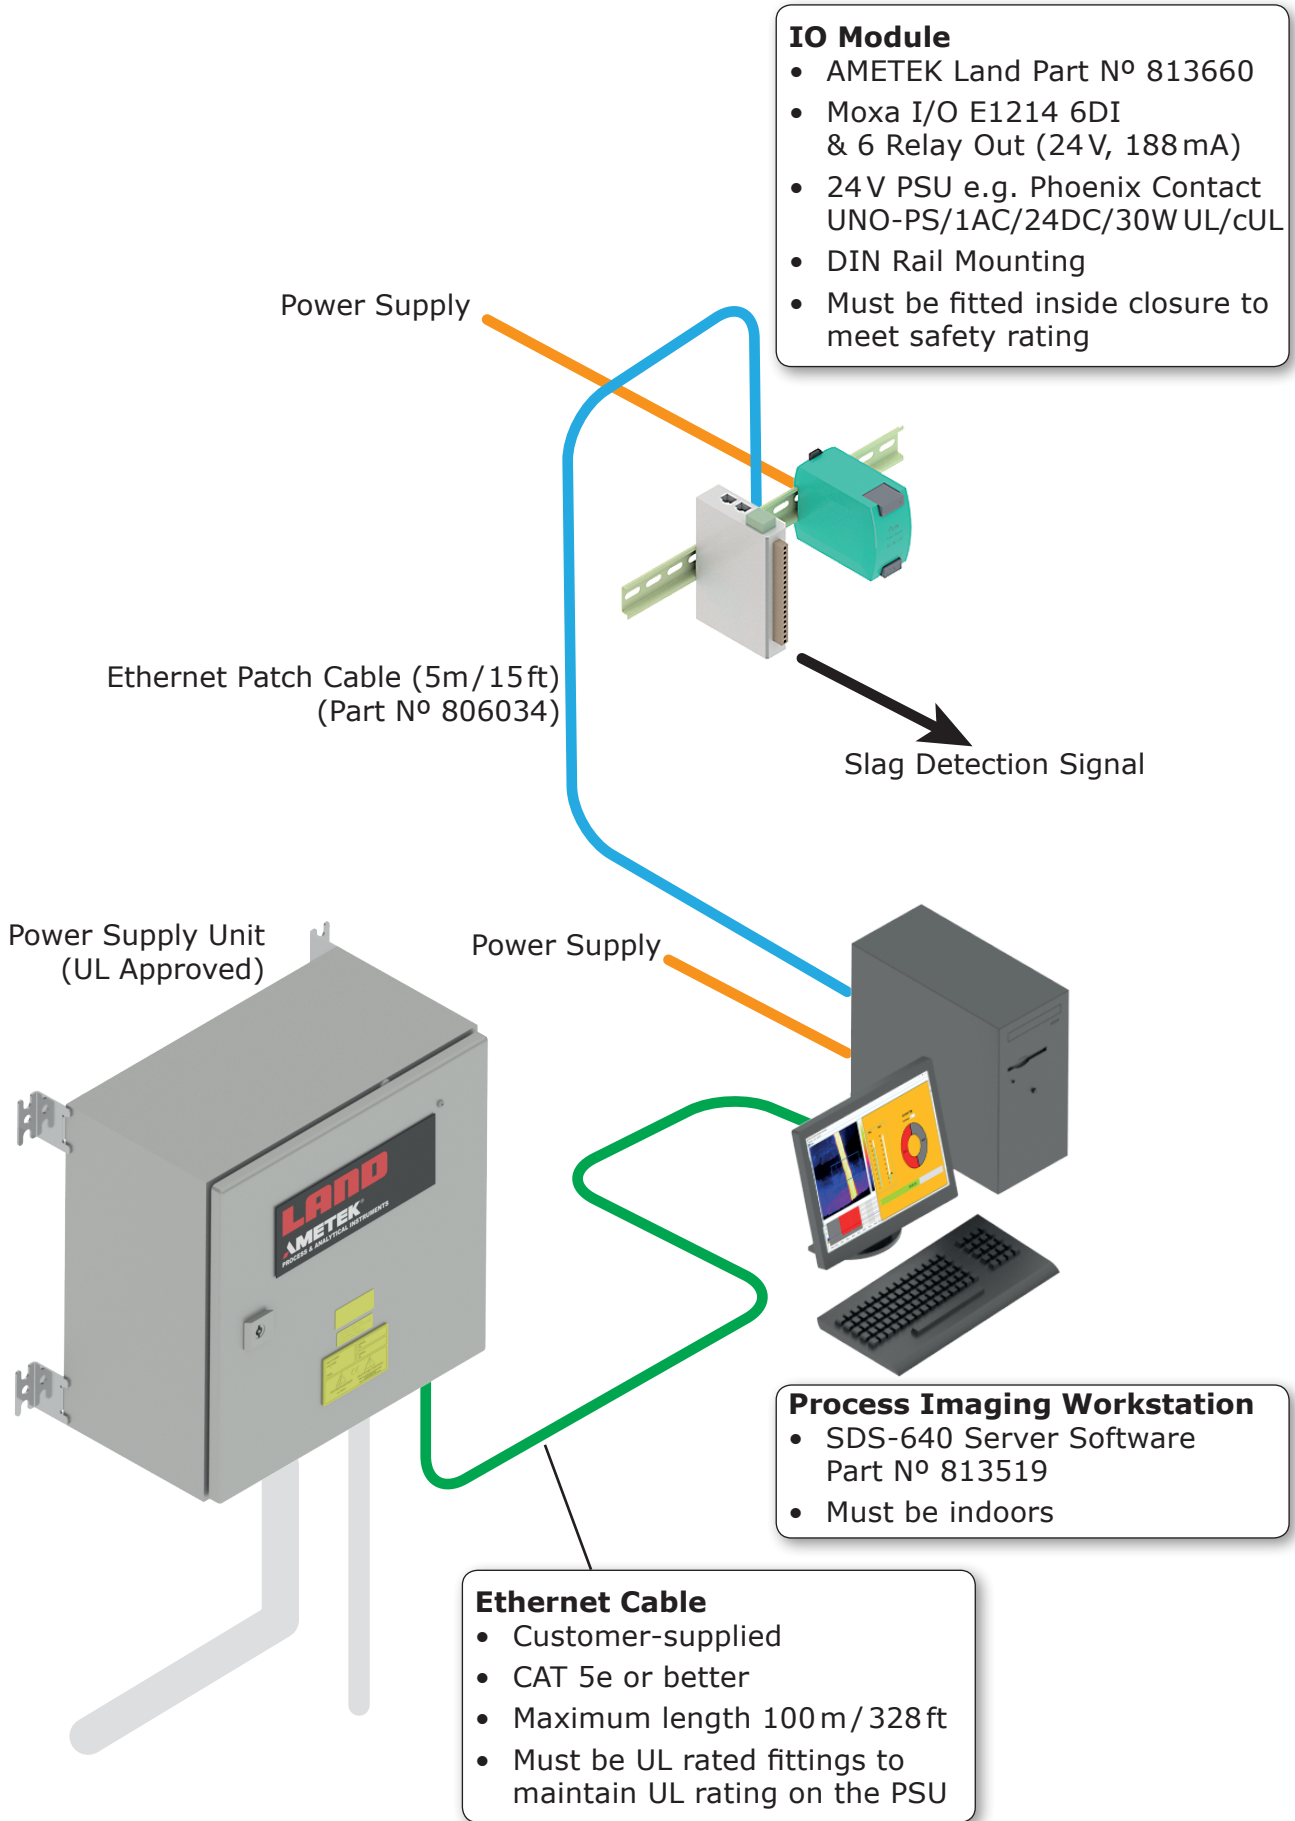 IO Module
• AMETEK Land Part Nº 813660
• Moxa I/O E1214 6DI
& 6 Relay Out (24 V, 188 mA)
• 24 V PSU e.g. Phoenix Contact
UNO-PS/1AC/24DC/30W UL/cUL
• DIN Rail Mounting
• Must be fitted inside closure to
meet safety rating
Power Supply
Ethernet Patch Cable (5m/15ft)
(Part Nº 806034)
Slag Detection Signal
Power Supply Unit
(UL Approved)
Power Supply
LAND
AMETEK®
PROCESS & ANALYTICAL INSTRUMENTS
Process Imaging Workstation
• SDS-640 Server Software
Part Nº 813519
• Must be indoors
Ethernet Cable
• Customer-supplied
• CAT 5e or better
• Maximum length 100 m / 328 ft
• Must be UL rated fittings to
maintain UL rating on the PSU